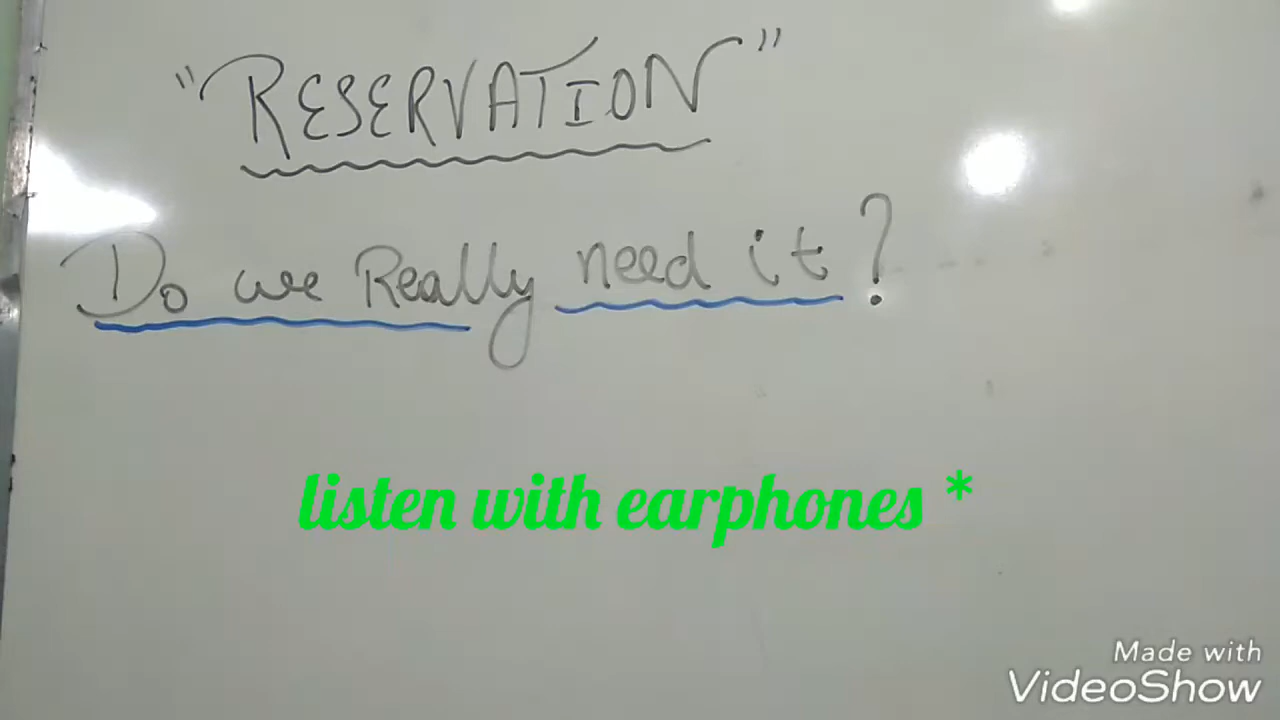 "RESERVATION"
Do we Really need it?
listen with earphones *
Made with
VideoShow